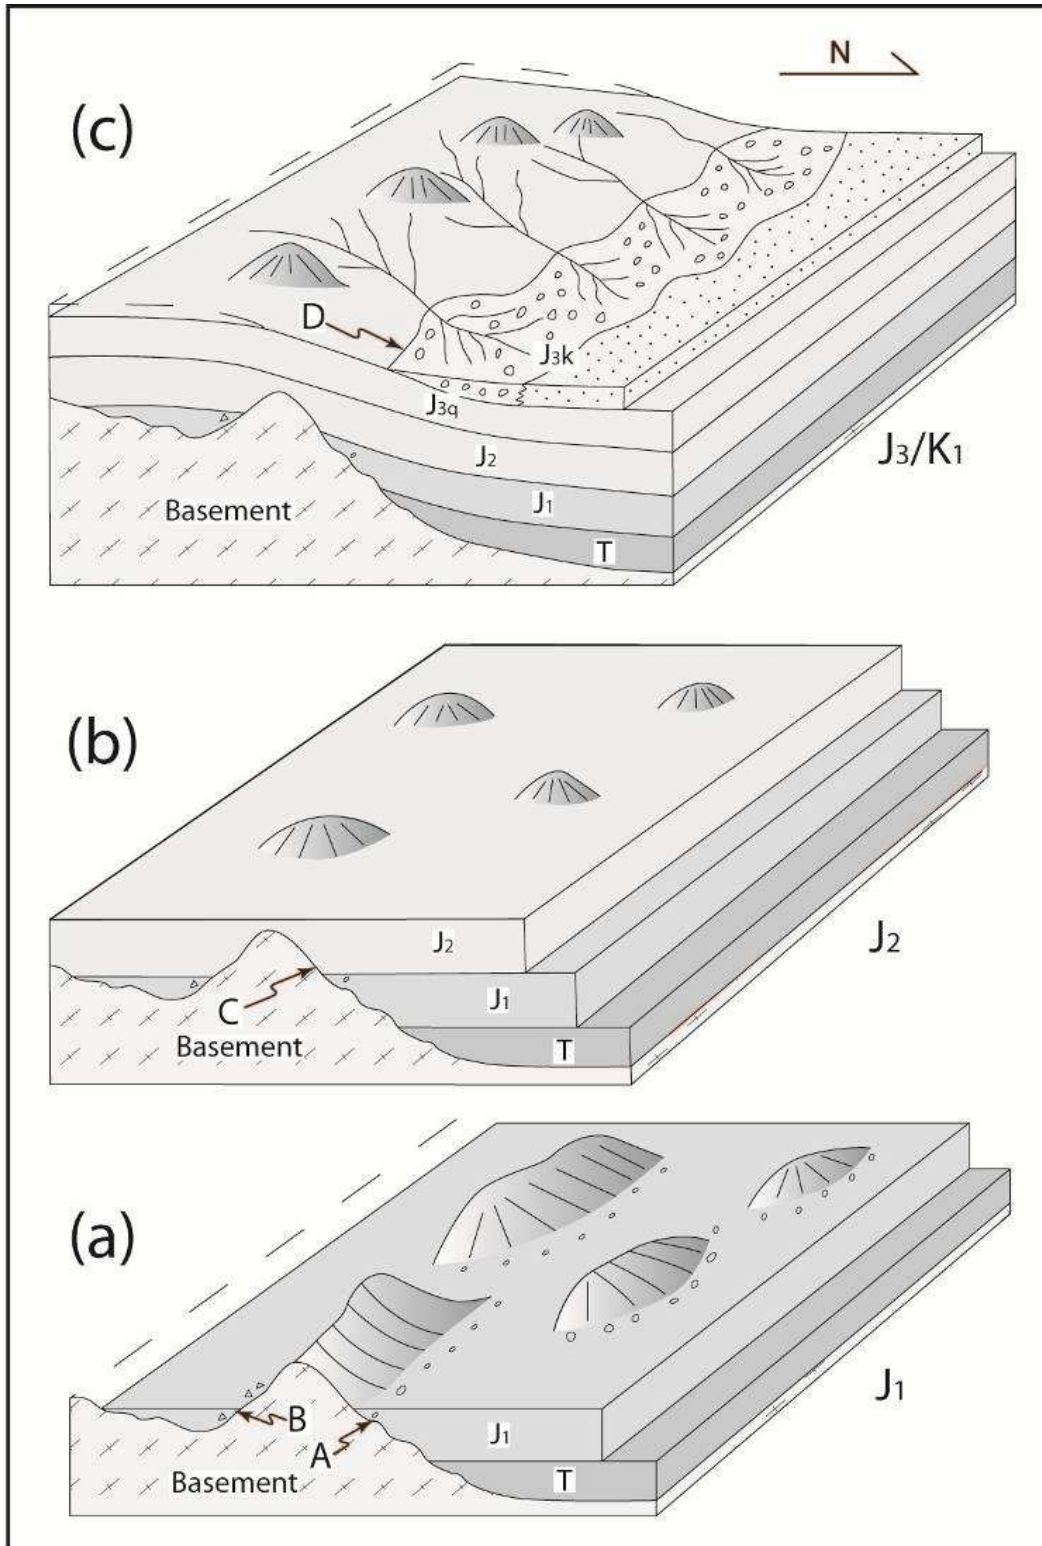 N
(c)
D
J3k
J3q
J2
J3/K1
J1
Basement
T
(b)
J2
J2
J1
C
Basement
T
(a)
J1
B
J1
A
Basement
T